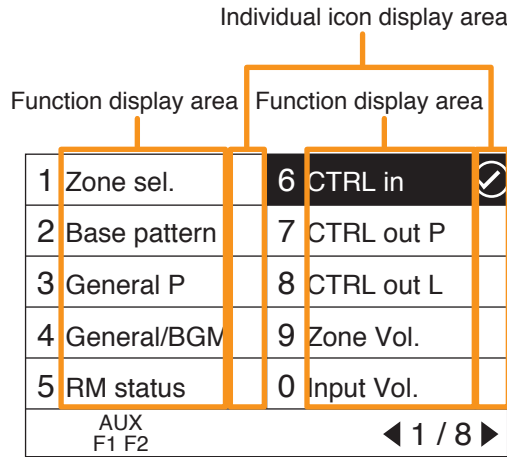 Individual icon display area
Function display area Function display area
1 Zone sel. 6 CTRL in
2 Base pattern 7 CTRL out P
3 General P 8 CTRL out L
4 General/BGM 9 Zone Vol.
5 RM status 0 Input Vol.
AUX
F1 F2
◀ 1 / 8 ▶